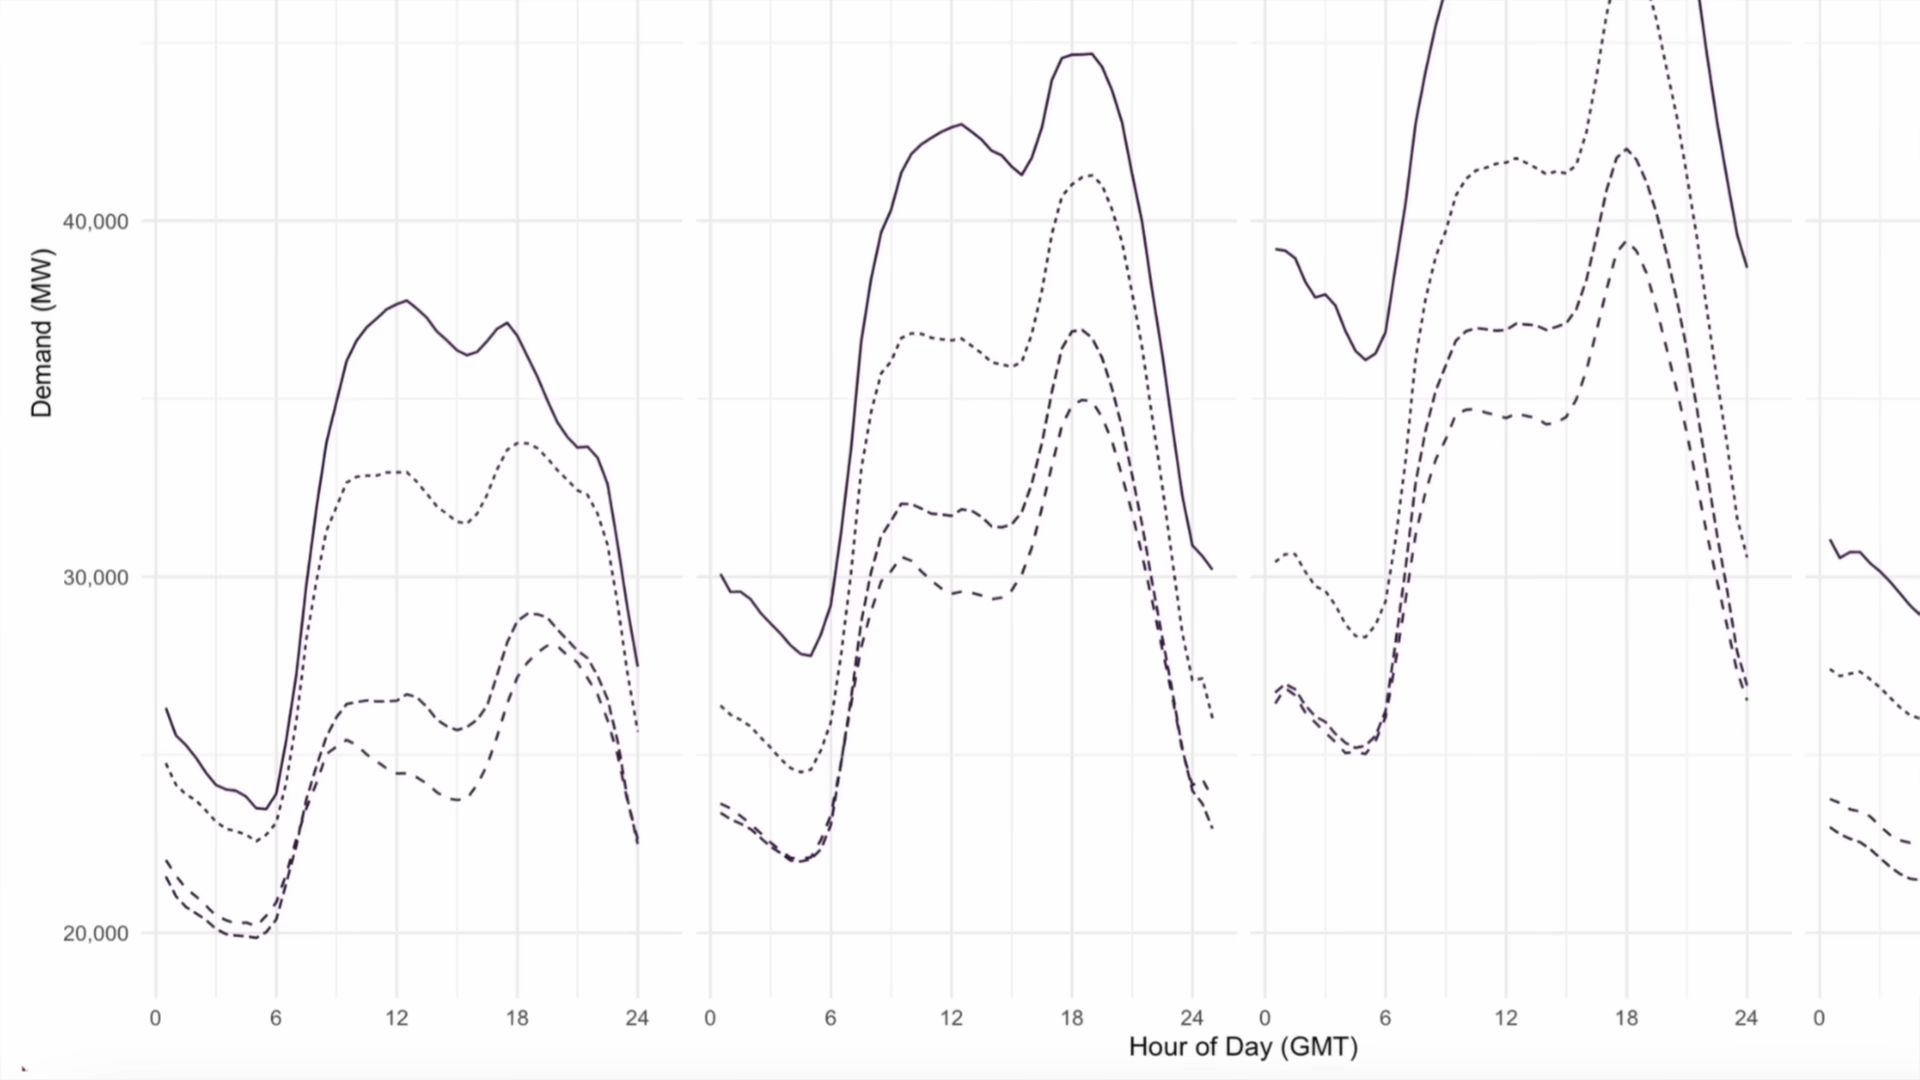 40,000
30,000
20,000
Demand (MW)
0 6 12 18 24 0 6 12 18 24 0 6 12 18 24 0
Hour of Day (GMT)